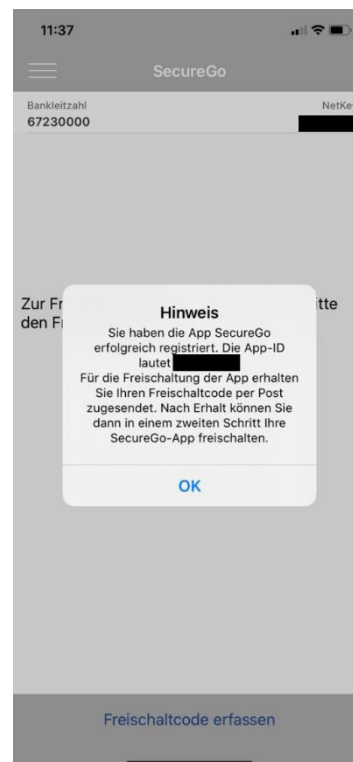 11:37
SecureGo
Bankleitzahl
NetKey
67230000
Zur Fr
itte
den Fr
Hinweis
Sie haben die App SecureGo
erfolgreich registriert. Die App-ID
lautet
Für die Freischaltung der App erhalten
Sie Ihren Freischaltcode per Post
zugesendet. Nach Erhalt können Sie
dann in einem zweiten Schritt Ihre
SecureGo-App freischalten.
OK
Freischaltcode erfassen